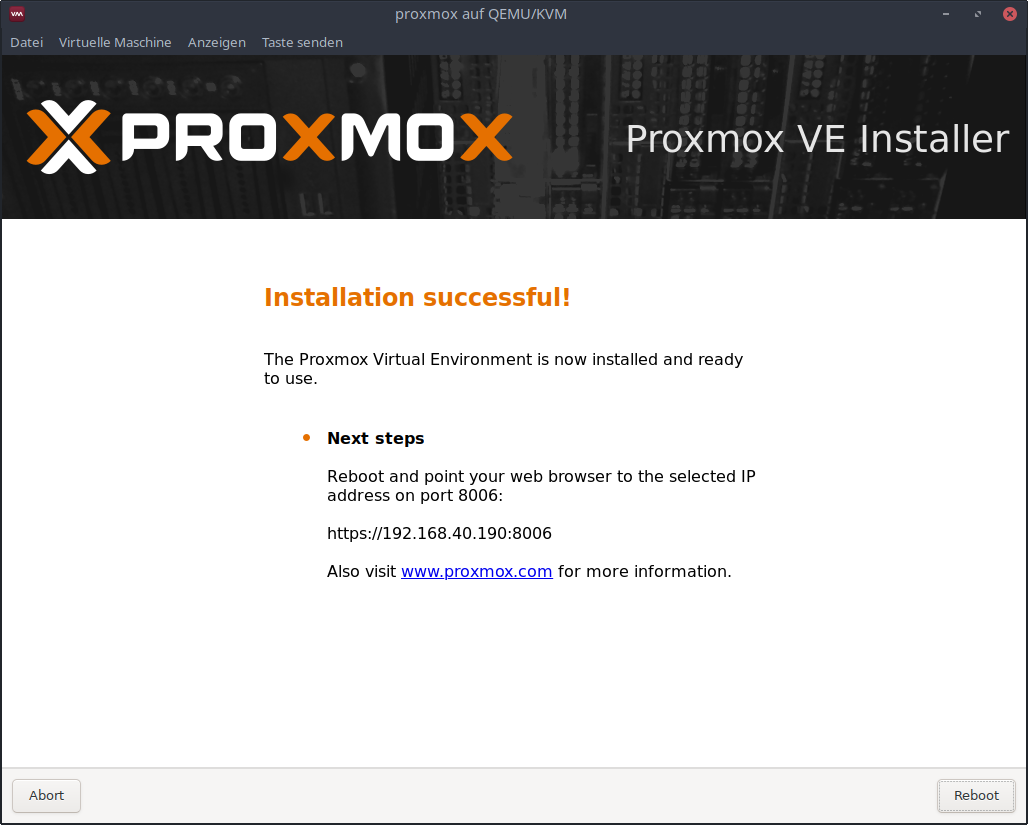 proxmox auf QEMU/KVM
Datei Virtuelle Maschine Anzeigen Taste senden
PROXMOX
Proxmox VE Installer
Installation successful!
The Proxmox Virtual Environment is now installed and ready
to use.
Next steps
Reboot and point your web browser to the selected IP
address on port 8006:
https://192.168.40.190:8006
Also visit www.proxmox.com for more information.
Abort
Reboot